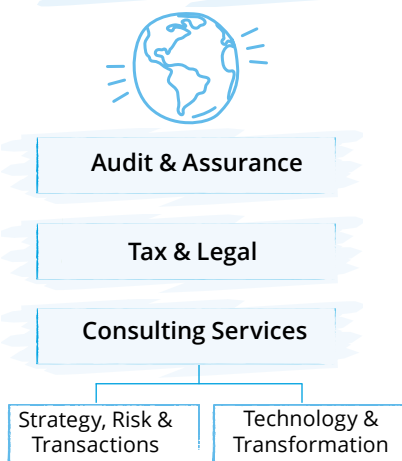 Audit & Assurance
Tax & Legal
Consulting Services
Strategy, Risk &
Transactions
Technology &
Transformation